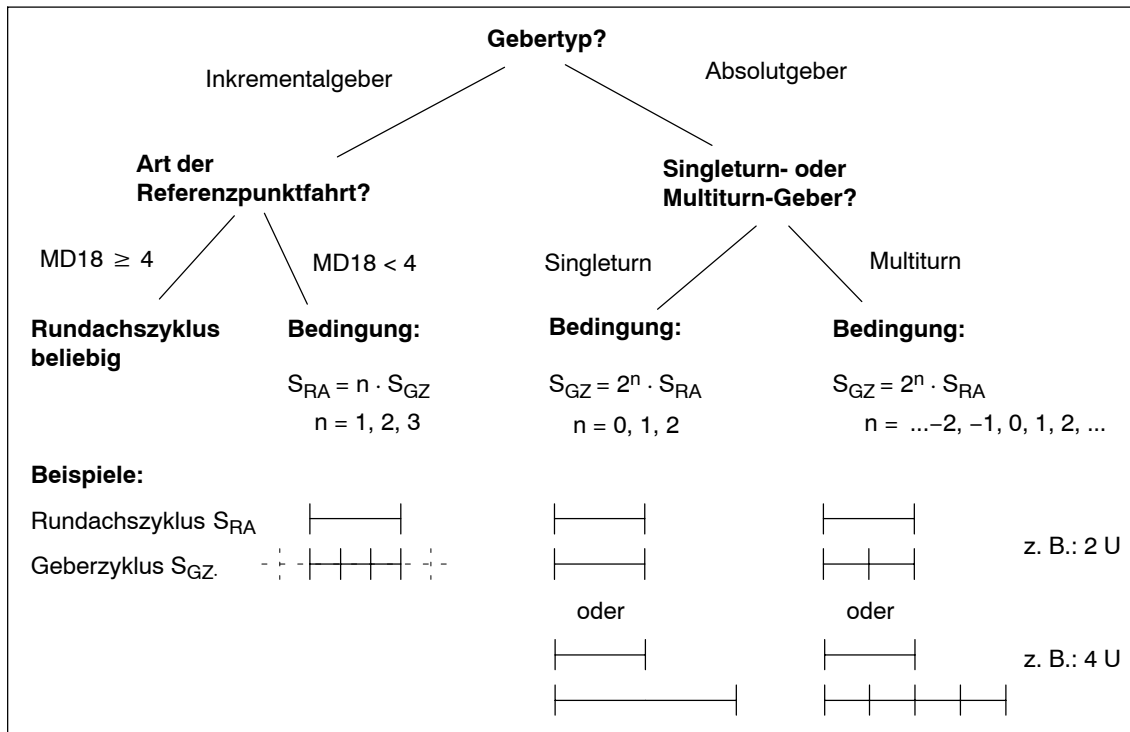 Gebertyp?
Inkrementalgeber
Absolutgeber
Art der
Referenzpunktfahrt?
Singleturn- oder
Multiturn-Geber?
MD18 ≥ 4
MD18 < 4
Singleturn
Multiturn
Rundachszyklus
beliebig
Bedingung:
S_RA = n · S_GZ
n = 1, 2, 3
Bedingung:
S_GZ = 2ⁿ · S_RA
n = 0, 1, 2
Bedingung:
S_GZ = 2ⁿ · S_RA
n = ...−2, −1, 0, 1, 2, ...
Beispiele:
Rundachszyklus S_RA
Geberzyklus S_GZ.
z. B.: 2 U
oder
oder
z. B.: 4 U